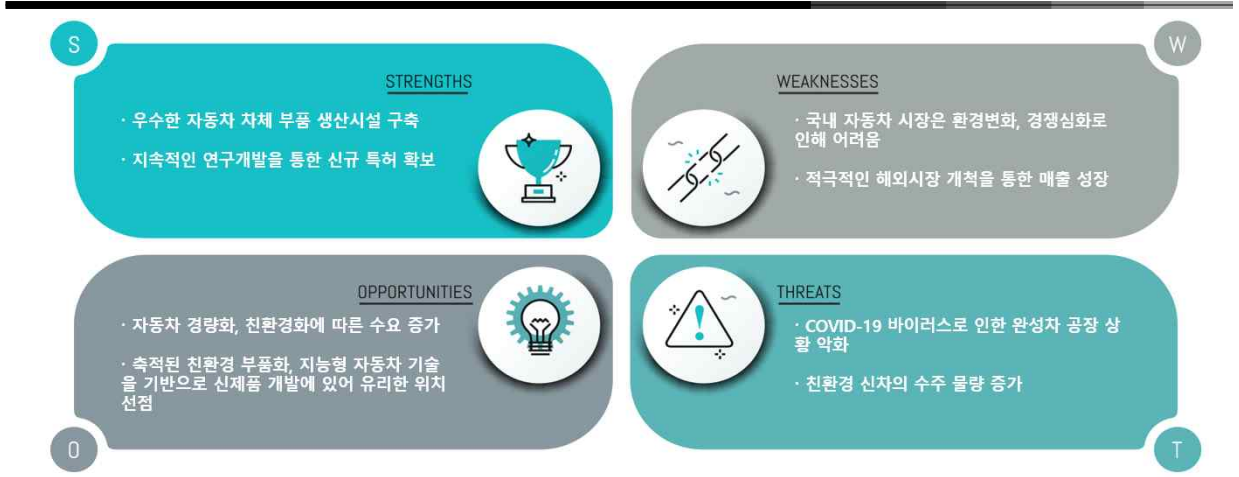 S
STRENGTHS
· 우수한 자동차 차체 부품 생산시설 구축
· 지속적인 연구개발을 통한 신규 특허 확보
W
WEAKNESSES
· 국내 자동차 시장은 환경변화, 경쟁심화로
인해 어려움
· 적극적인 해외시장 개척을 통한 매출 성장
O
OPPORTUNITIES
· 자동차 경량화, 친환경화에 따른 수요 증가
· 축적된 친환경 부품화, 지능형 자동차 기술
을 기반으로 신제품 개발에 있어 유리한 위치
선점
T
THREATS
· COVID-19 바이러스로 인한 완성차 공장 상
황 악화
· 친환경 신차의 수주 물량 증가